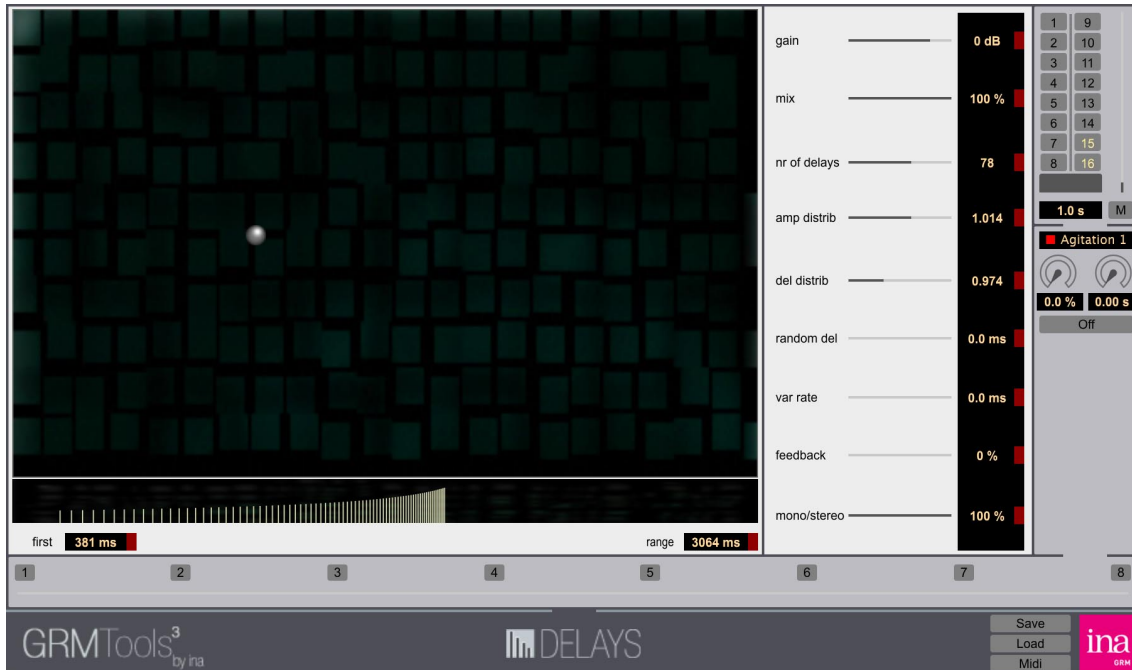 gain 0 dB
mix 100 %
nr of delays 78
amp distrib 1.014
del distrib 0.974
random del 0.0 ms
var rate 0.0 ms
feedback 0 %
mono/stereo 100 %
1 9
2 10
3 11
4 12
5 13
6 14
7 15
8 16
1.0 s M
Agitation 1
0.0 % 0.00 s
Off
first 381 ms range 3064 ms
1 2 3 4 5 6 7 8
GRMTools3
by ina
DELAYS
Save
Load
Midi
ina
GRM